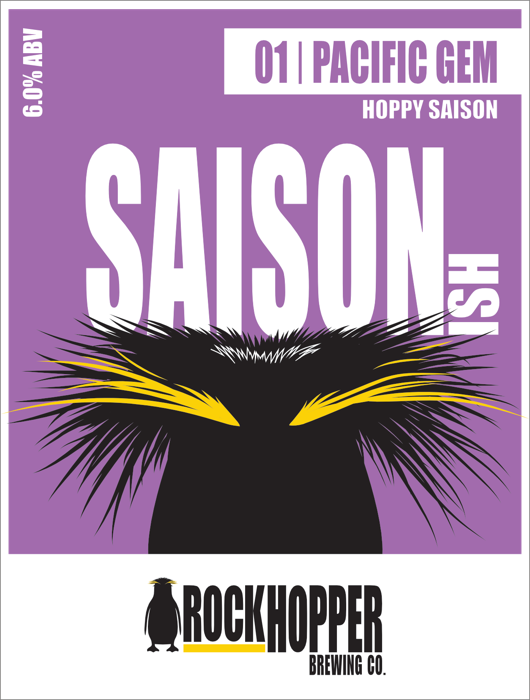 6.0% ABV
01 | PACIFIC GEM
HOPPY SAISON
SAISON
ISH
ROCKHOPPER
BREWING CO.